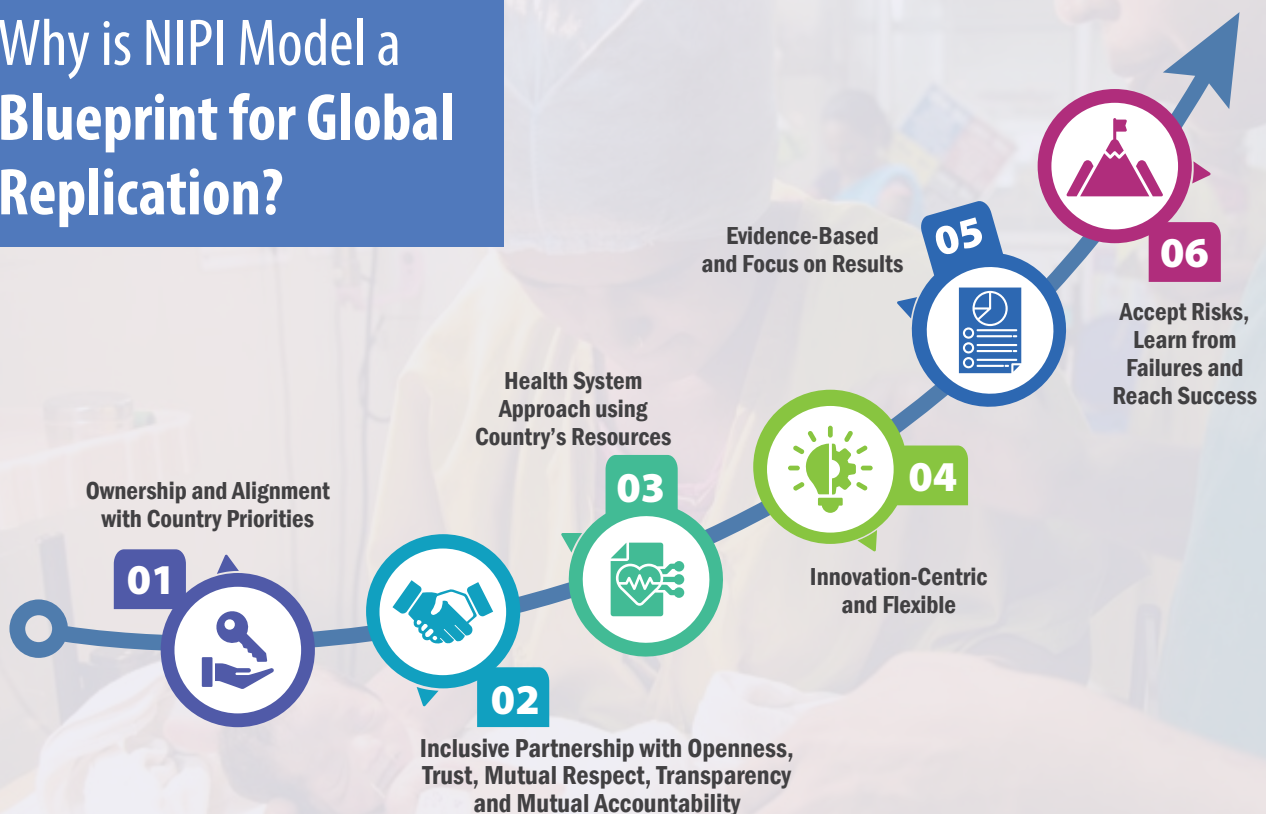 Why is NIPI Model a
Blueprint for Global
Replication?
Ownership and Alignment
with Country Priorities
01
02
Inclusive Partnership with Openness,
Trust, Mutual Respect, Transparency
and Mutual Accountability
Health System
Approach using
Country's Resources
03
04
Innovation-Centric
and Flexible
Evidence-Based
and Focus on Results
05
06
Accept Risks,
Learn from
Failures and
Reach Success